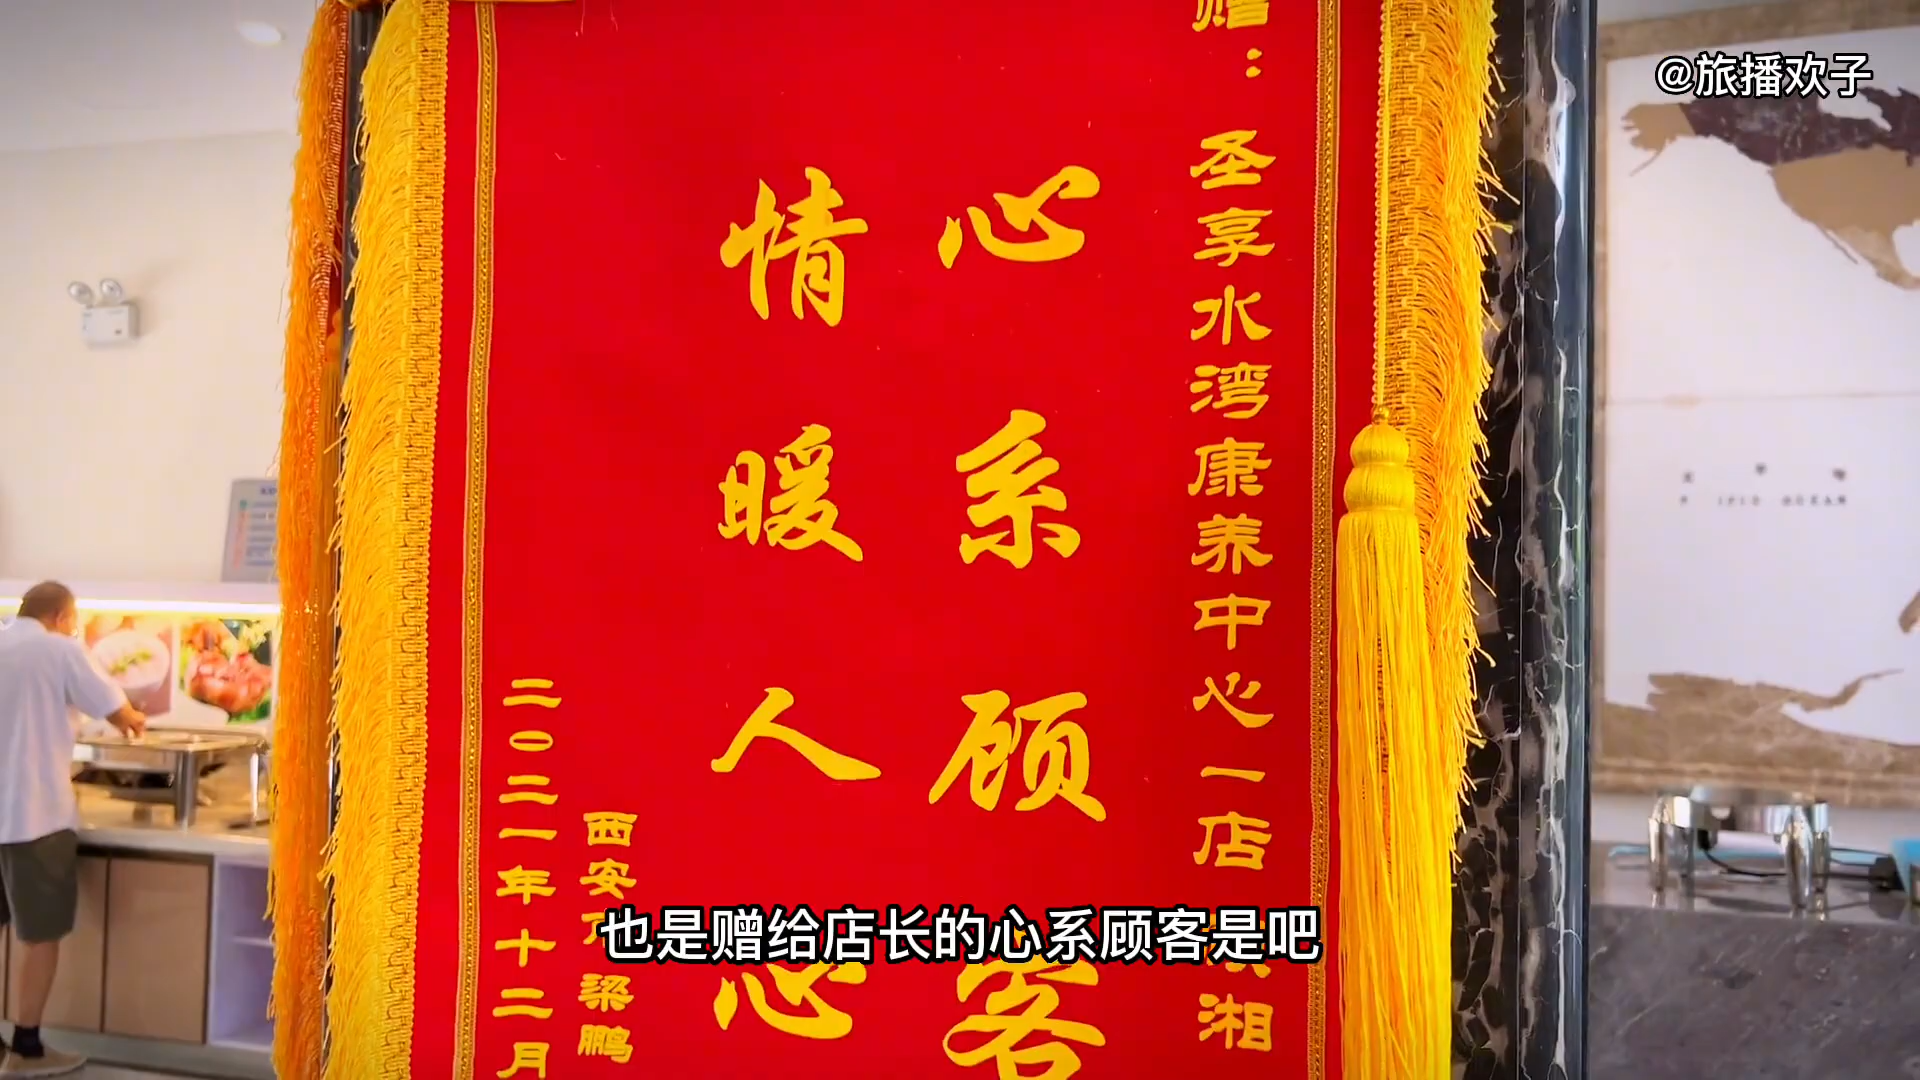 @旅播欢子
赠：圣享水湾康养中心一店
湘
心系顾客
情暖人心
西安
梁鹏
二〇二一年十二月
也是赠给店长的心系顾客是吧